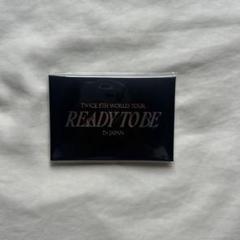 TWICE 5TH WORLD TOUR
READY TO BE
IN JAPAN